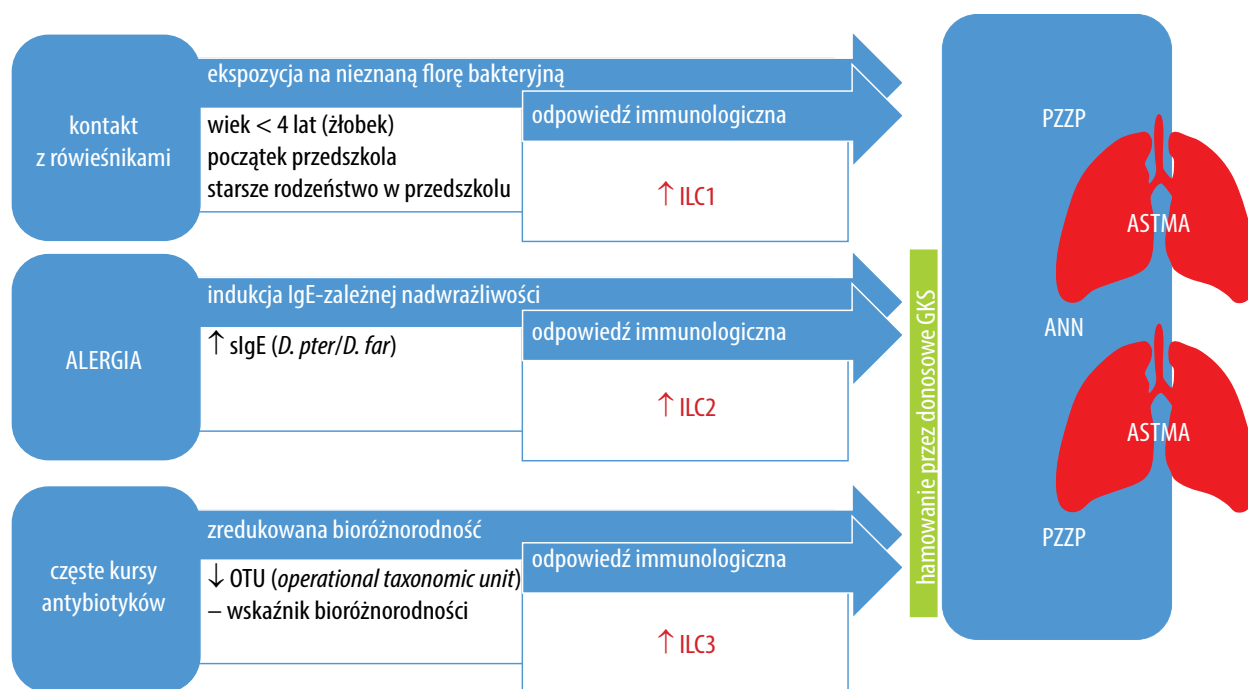 kontakt
z rówieśnikami
ekspozycja na nieznaną florę bakteryjną
wiek < 4 lat (żłobek)
początek przedszkola
starsze rodzeństwo w przedszkolu
odpowiedź immunologiczna
↑ ILC1
ALERGIA
indukcja IgE-zależnej nadwrażliwości
↑ sIgE (D. pter/D. far)
odpowiedź immunologiczna
↑ ILC2
częste kursy
antybiotyków
zredukowana bioróżnorodność
↓ OTU (operational taxonomic unit)
– wskaźnik bioróżnorodności
odpowiedź immunologiczna
↑ ILC3
hamowanie przez donosowe GKS
PZZP
ASTMA
ANN
ASTMA
PZZP